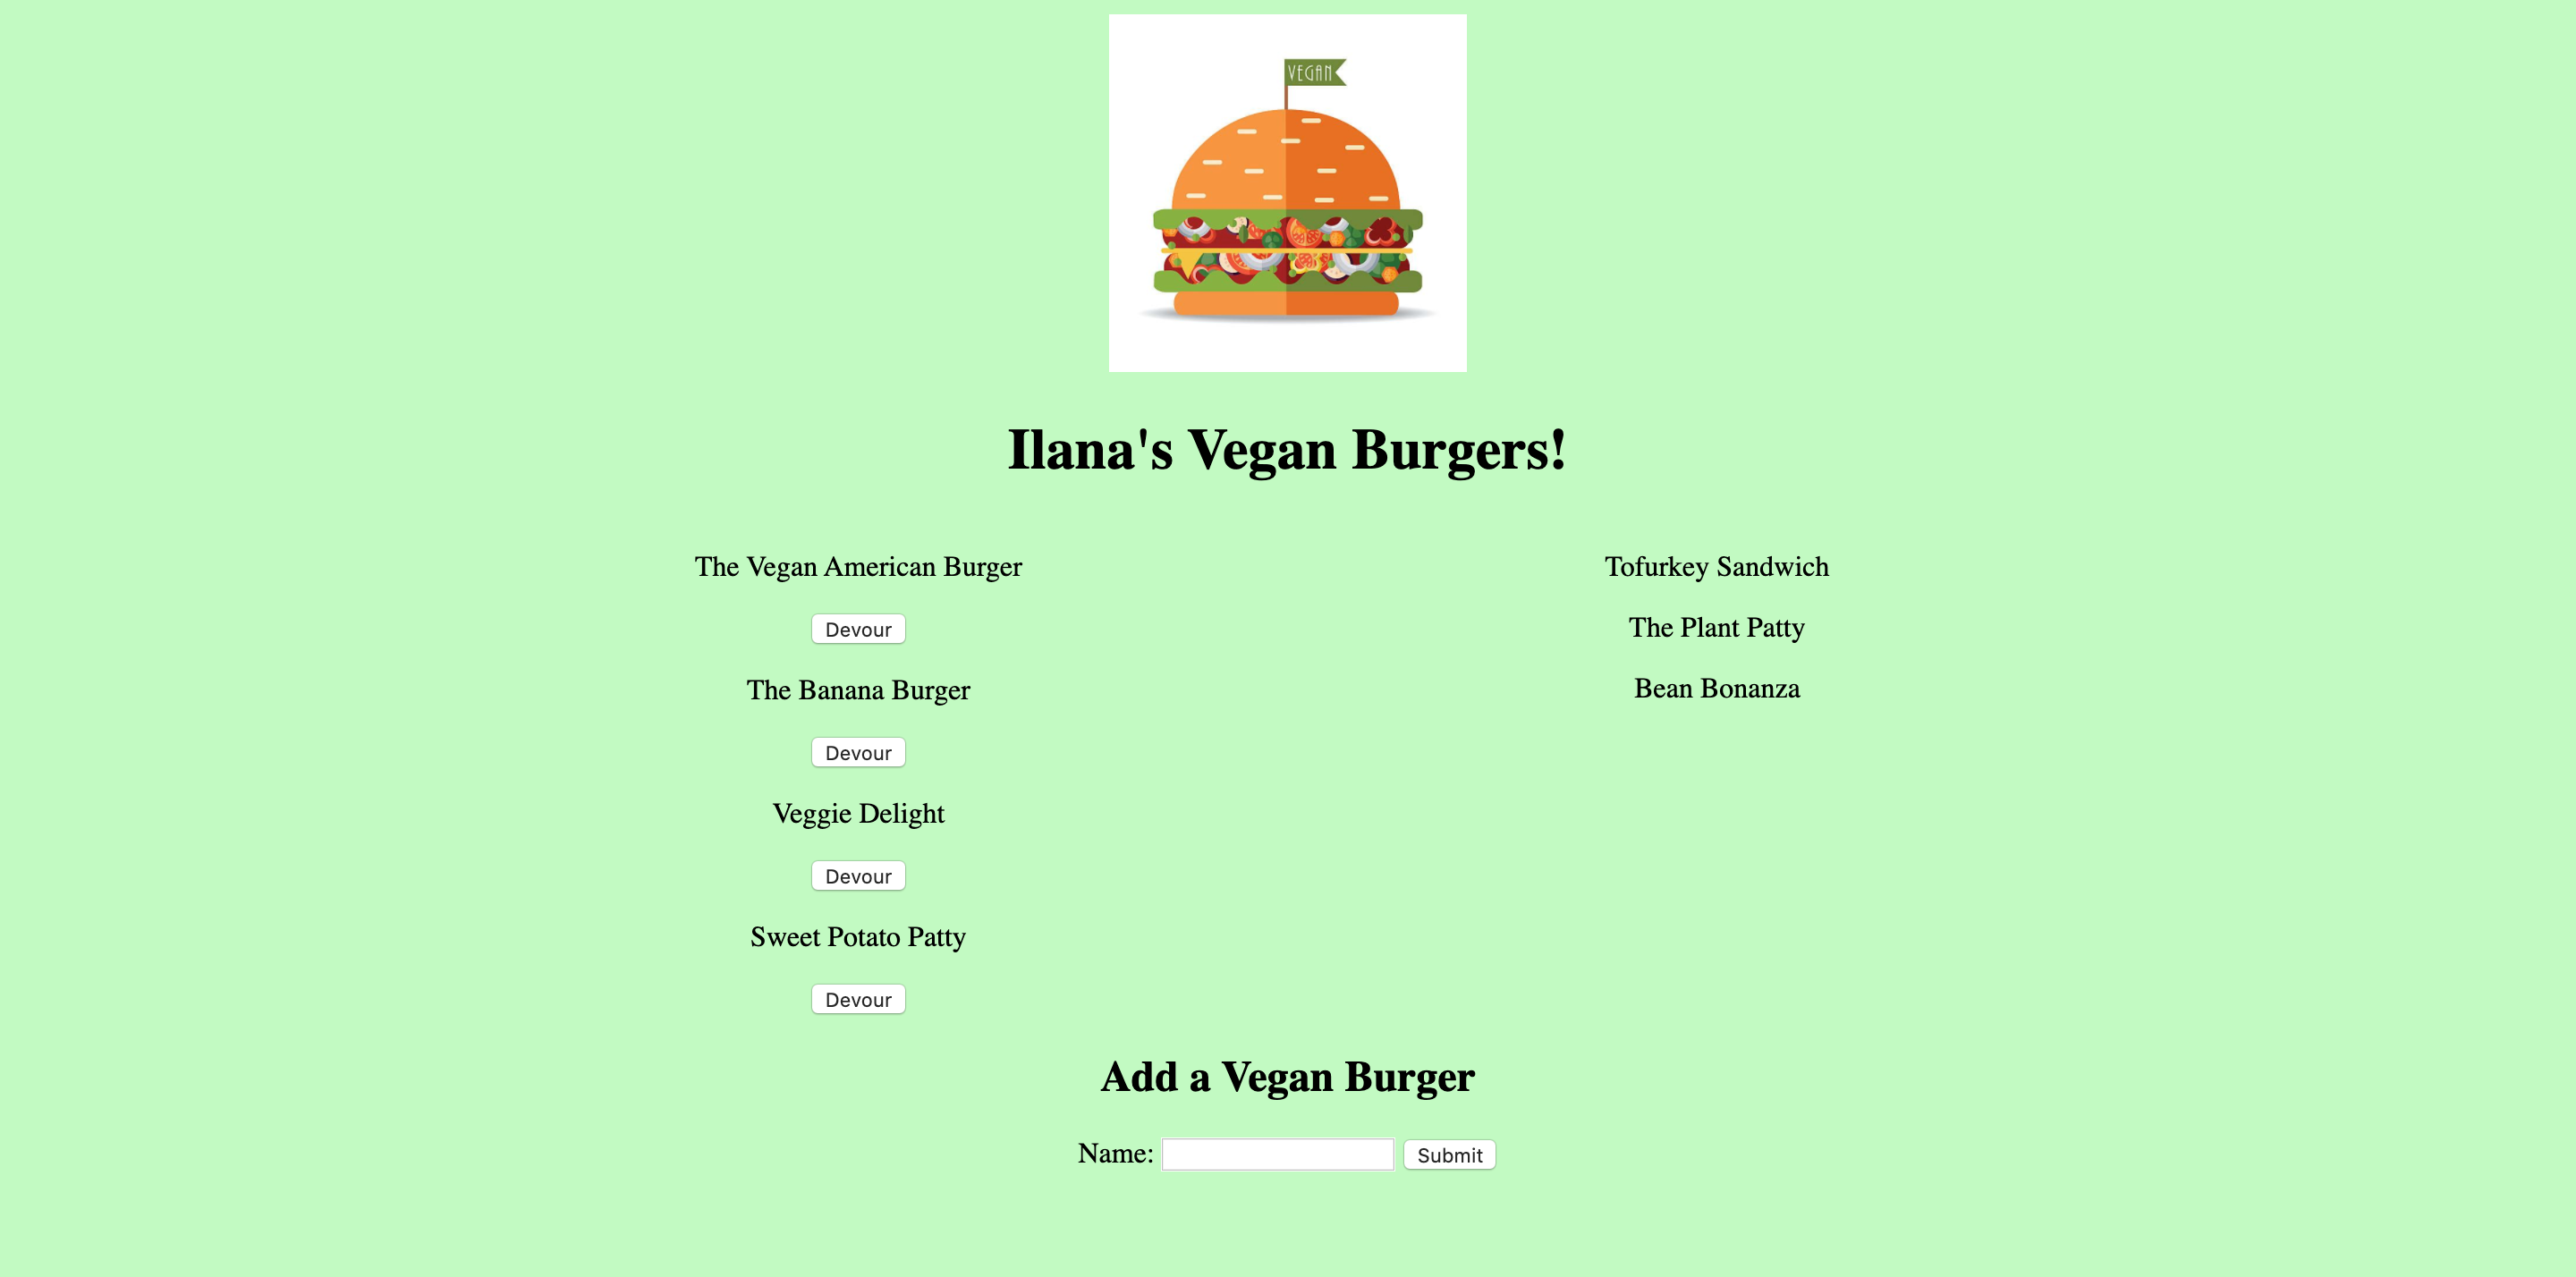 VEGAN
Ilana's Vegan Burgers!
The Vegan American Burger
Devour
The Banana Burger
Devour
Veggie Delight
Devour
Sweet Potato Patty
Devour
Tofurkey Sandwich
The Plant Patty
Bean Bonanza
Add a Vegan Burger
Name: Submit